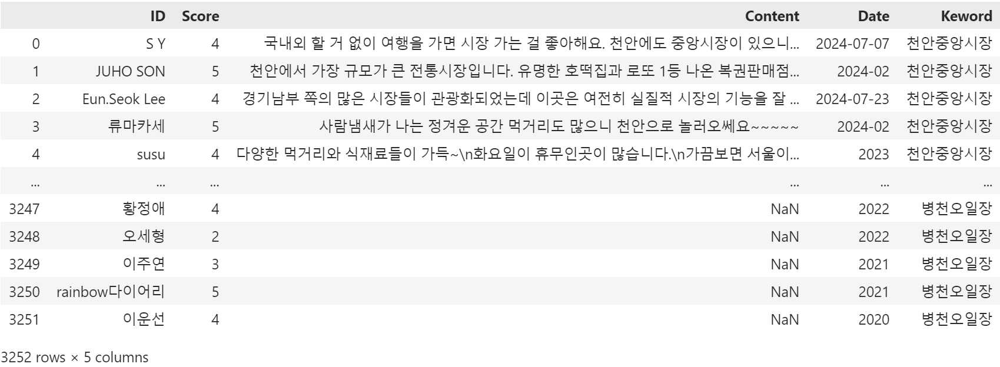 ID Score Content Date Keword
0 S Y 4 국내외 할 거 없이 여행을 가면 시장 가는 걸 좋아해요. 천안에도 중앙시장이 있으니... 2024-07-07 천안중앙시장
1 JUHO SON 5 천안에서 가장 규모가 큰 전통시장입니다. 유명한 호떡집과 로또 1등 나온 복권판매점... 2024-02 천안중앙시장
2 Eun.Seok Lee 4 경기남부 쪽의 많은 시장들이 관광화되었는데 이곳은 여전히 실질적 시장의 기능을 잘 ... 2024-07-23 천안중앙시장
3 류마카세 5 사람냄새가 나는 정겨운 공간 먹거리도 많으니 천안으로 놀러오쎄요~~~~~ 2024-02 천안중앙시장
4 susu 4 다양한 먹거리와 식재료들이 가득~\n화요일이 휴무인곳이 많습니다.\n가끔보면 서울이... 2023 천안중앙시장
... ... ... ... ... ...
3247 황정애 4 NaN 2022 병천오일장
3248 오세형 2 NaN 2022 병천오일장
3249 이주연 3 NaN 2021 병천오일장
3250 rainbow다이어리 5 NaN 2021 병천오일장
3251 이운선 4 NaN 2020 병천오일장
3252 rows × 5 columns